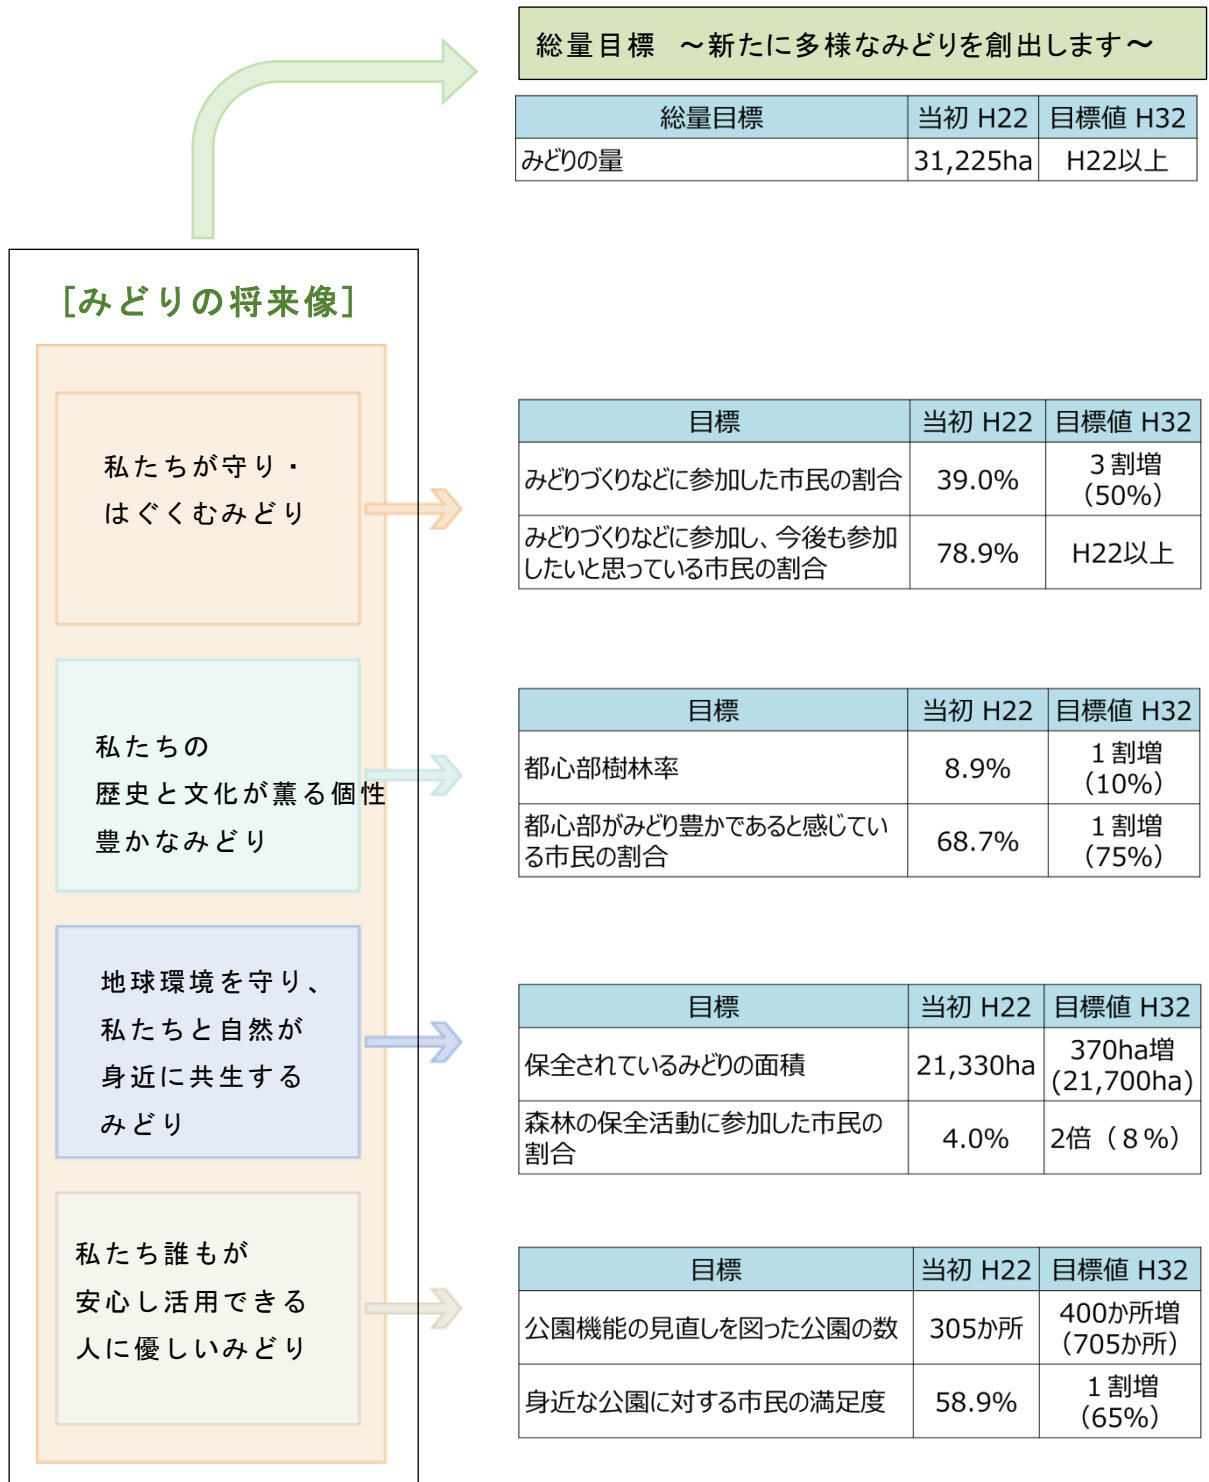 総量目標　～新たに多様なみどりを創出します～
総量目標 当初 H22 目標値 H32
みどりの量 31,225ha H22以上
[みどりの将来像]
私たちが守り・
はぐくむみどり
目標 当初 H22 目標値 H32
みどりづくりなどに参加した市民の割合 39.0% 3割増
(50%)
みどりづくりなどに参加し、今後も参加
したいと思っている市民の割合 78.9% H22以上
私たちの
歴史と文化が薫る個性
豊かなみどり
目標 当初 H22 目標値 H32
都心部樹林率 8.9% 1割増
(10%)
都心部がみどり豊かであると感じてい
る市民の割合 68.7% 1割増
(75%)
地球環境を守り、
私たちと自然が
身近に共生する
みどり
目標 当初 H22 目標値 H32
保全されているみどりの面積 21,330ha 370ha増
(21,700ha)
森林の保全活動に参加した市民の
割合 4.0% 2倍（8%）
私たち誰もが
安心し活用できる
人に優しいみどり
目標 当初 H22 目標値 H32
公園機能の見直しを図った公園の数 305か所 400か所増
(705か所)
身近な公園に対する市民の満足度 58.9% 1割増
(65%)